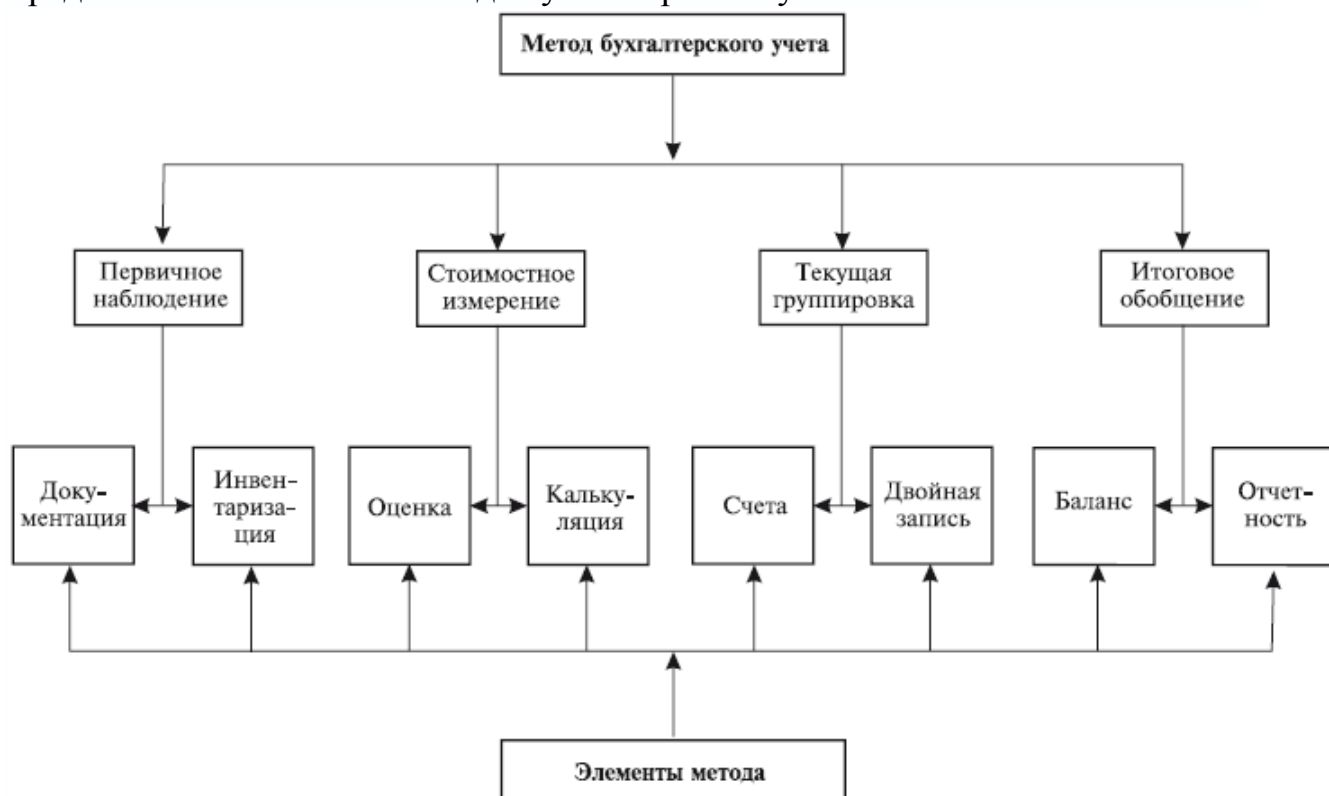 Метод бухгалтерского учета
Первичное
наблюдение
Стоимостное
измерение
Текущая
группировка
Итоговое
обобщение
Доку-
ментация
Инвен-
тариза-
ция
Оценка
Кальку-
ляция
Счета
Двойная
запись
Баланс
Отчет-
ность
Элементы метода